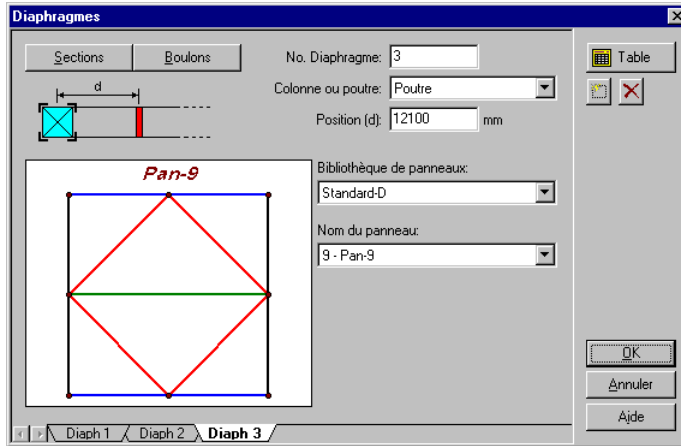 Diaphragmes
Sections
Boulons
No. Diaphragme: 3
Colonne ou poutre: Poutre
Position (d): 12100 mm
d
Pan-9
Bibliothèque de panneaux:
Standard-D
Nom du panneau:
9 - Pan-9
Table
OK
Annuler
Aide
Diaph 1
Diaph 2
Diaph 3